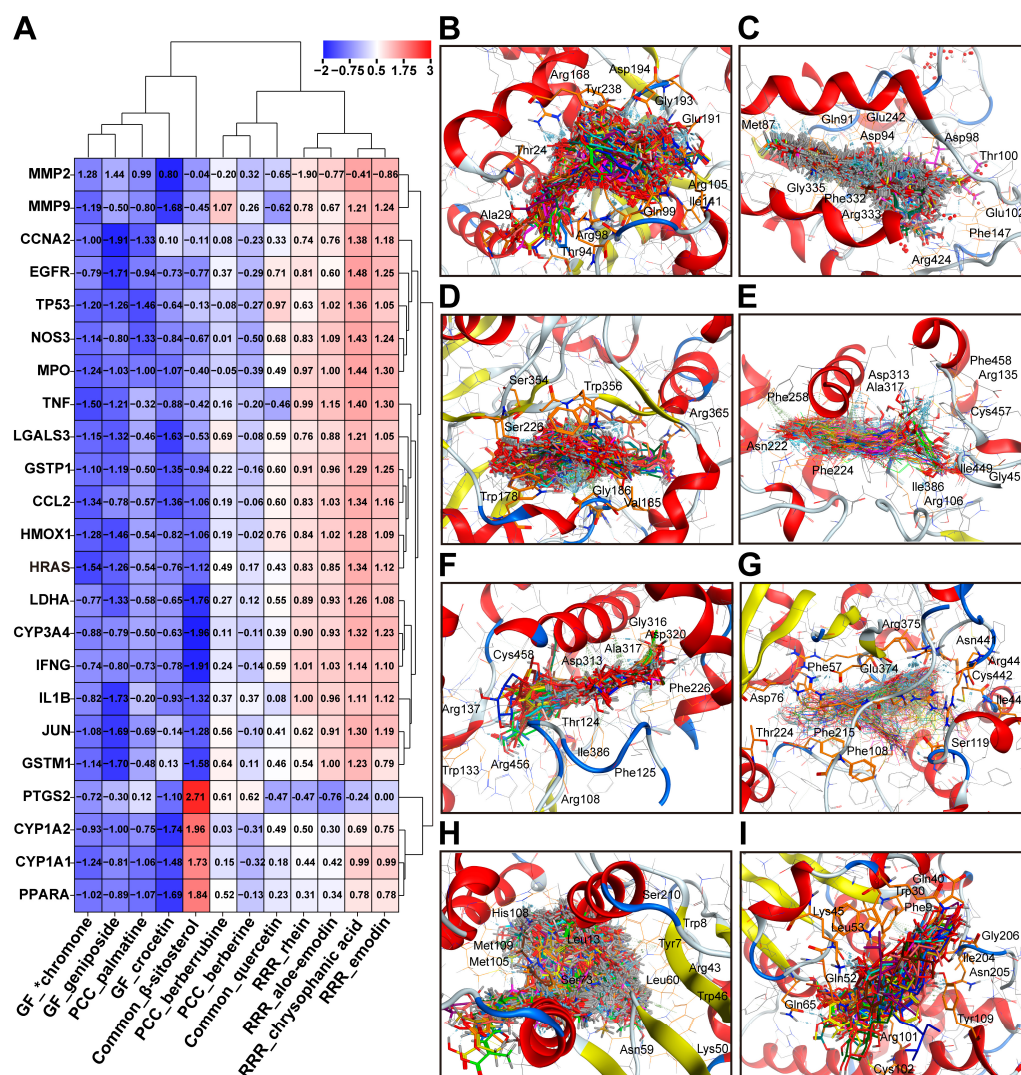 A
−2 −0.75 0.5 1.75 3
MMP2 1.28 1.44 0.99 0.80 −0.04 −0.20 0.32 −0.65 −1.90 −0.77 −0.41 −0.86
MMP9 −1.19 −0.50 −0.80 −1.68 −0.45 1.07 0.26 −0.62 0.78 0.67 1.21 1.24
CCNA2 −1.00 −1.91 −1.33 0.10 −0.11 0.08 −0.23 0.33 0.74 0.76 1.38 1.18
EGFR −0.79 −1.71 −0.94 −0.73 −0.77 0.37 −0.29 0.71 0.81 0.60 1.48 1.25
TP53 −1.20 −1.26 −1.46 −0.64 −0.13 −0.08 −0.27 0.97 0.63 1.02 1.36 1.05
NOS3 −1.14 −0.80 −1.33 −0.84 −0.67 0.01 −0.50 0.68 0.83 1.09 1.43 1.24
MPO −1.24 −1.03 −1.00 −1.07 −0.40 −0.05 −0.39 0.49 0.97 1.00 1.44 1.30
TNF −1.50 −1.21 −0.32 −0.88 −0.42 0.16 −0.20 −0.46 0.99 1.15 1.40 1.30
LGALS3 −1.15 −1.32 −0.46 −1.63 −0.53 0.69 −0.08 0.59 0.76 0.88 1.21 1.05
GSTP1 −1.10 −1.19 −0.50 −1.35 −0.94 0.22 −0.16 0.60 0.91 0.96 1.29 1.25
CCL2 −1.34 −0.78 −0.57 −1.36 −1.06 0.19 −0.06 0.60 0.83 1.03 1.34 1.16
HMOX1 −1.28 −1.46 −0.54 −0.82 −1.06 0.19 −0.02 0.76 0.84 1.02 1.28 1.09
HRAS −1.54 −1.26 −0.54 −0.76 −1.12 0.49 0.17 0.43 0.83 0.85 1.34 1.12
LDHA −0.77 −1.33 −0.58 −0.65 −1.76 0.27 0.12 0.55 0.89 0.93 1.26 1.08
CYP3A4 −0.88 −0.79 −0.50 −0.63 −1.96 0.11 −0.11 0.39 0.90 0.93 1.32 1.23
IFNG −0.74 −0.80 −0.73 −0.78 −1.91 0.24 −0.14 0.59 1.01 1.03 1.14 1.10
IL1B −0.82 −1.73 −0.20 −0.93 −1.32 0.37 0.37 0.08 1.00 0.96 1.11 1.12
JUN −1.08 −1.69 −0.69 −0.14 −1.28 0.56 −0.10 0.41 0.62 0.91 1.30 1.19
GSTM1 −1.14 −1.70 −0.48 0.13 −1.58 0.64 0.11 0.46 0.54 1.00 1.23 0.79
PTGS2 −0.72 −0.30 0.12 −1.10 2.71 0.61 0.62 −0.47 −0.47 −0.76 −0.24 0.00
CYP1A2 −0.93 −1.00 −0.75 −1.74 1.96 0.03 −0.31 0.49 0.50 0.30 0.69 0.75
CYP1A1 −1.24 −0.81 −1.06 −1.48 1.73 0.15 −0.32 0.18 0.44 0.42 0.99 0.99
PPARA −1.02 −0.89 −1.07 −1.69 1.84 0.52 −0.13 0.23 0.31 0.34 0.78 0.78
GF_*chromone
GF_geniposide
PCC_palmatine
GF_crocetin
Common_β-sitosterol
PCC_berberrubine
PCC_berberine
Common_quercetin
RRR_rhein
RRR_aloe-emodin
RRR_chrysophanic acid
RRR_emodin
B
Asp194
Arg168
Tyr238
Gly193
Glu191
Thr24
Arg105
Ile141
Ala29
Gln99
Arg98
Thr94
C
Met87
Gln91
Glu242
Asp94
Asp98
Thr100
Gly335
Phe332
Arg333
Glu102
Phe147
Arg424
D
Ser354
Trp356
Arg365
Ser226
Trp178
Gly186
Val165
E
Phe458
Asp313
Arg135
Ala317
Phe258
Cys457
Asn222
Phe224
Ile449
Gly45
Ile386
Arg106
F
Gly316
Ala317
Asp320
Cys458
Asp313
Phe226
Arg137
Thr124
Ile386
Trp133
Arg456
Phe125
Arg108
G
Arg375
Asn44
Phe57
Glu374
Arg44
Cys442
Asp76
Ile44
Thr224
Phe215
Phe108
Ser119
H
Ser210
His108
Trp8
Leu13
Tyr7
Met109
Met105
Arg43
Ser73
Leu60
Trp46
Asn59
Lys50
I
Gln40
Trp30
Phe9
Lys45
Leu53
Gly206
Ile204
Gln52
Asn205
Gln65
Tyr109
Arg101
Cys102